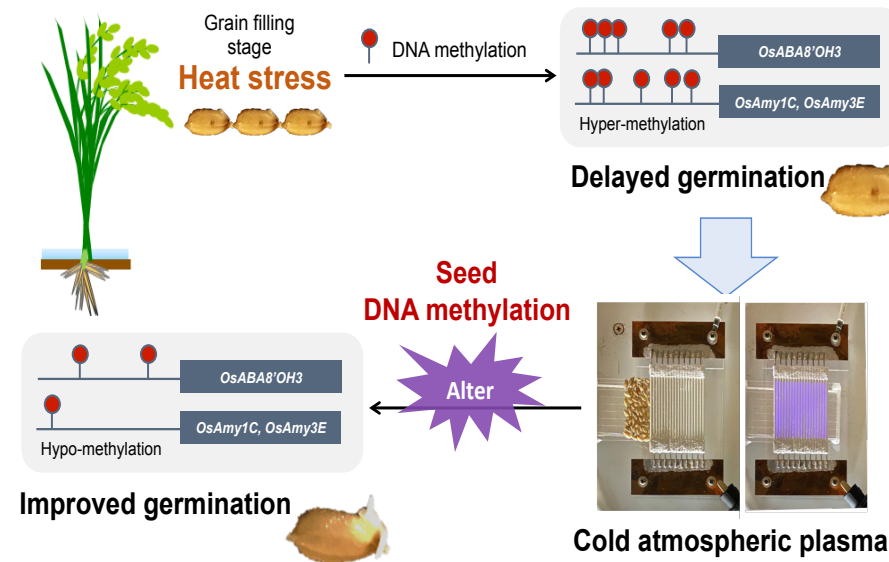 Grain filling
stage
Heat stress
DNA methylation
OsABA8'OH3
OsAmy1C, OsAmy3E
Hyper-methylation
Delayed germination
Seed
DNA methylation
Alter
OsABA8'OH3
OsAmy1C, OsAmy3E
Hypo-methylation
Improved germination
Cold atmospheric plasma